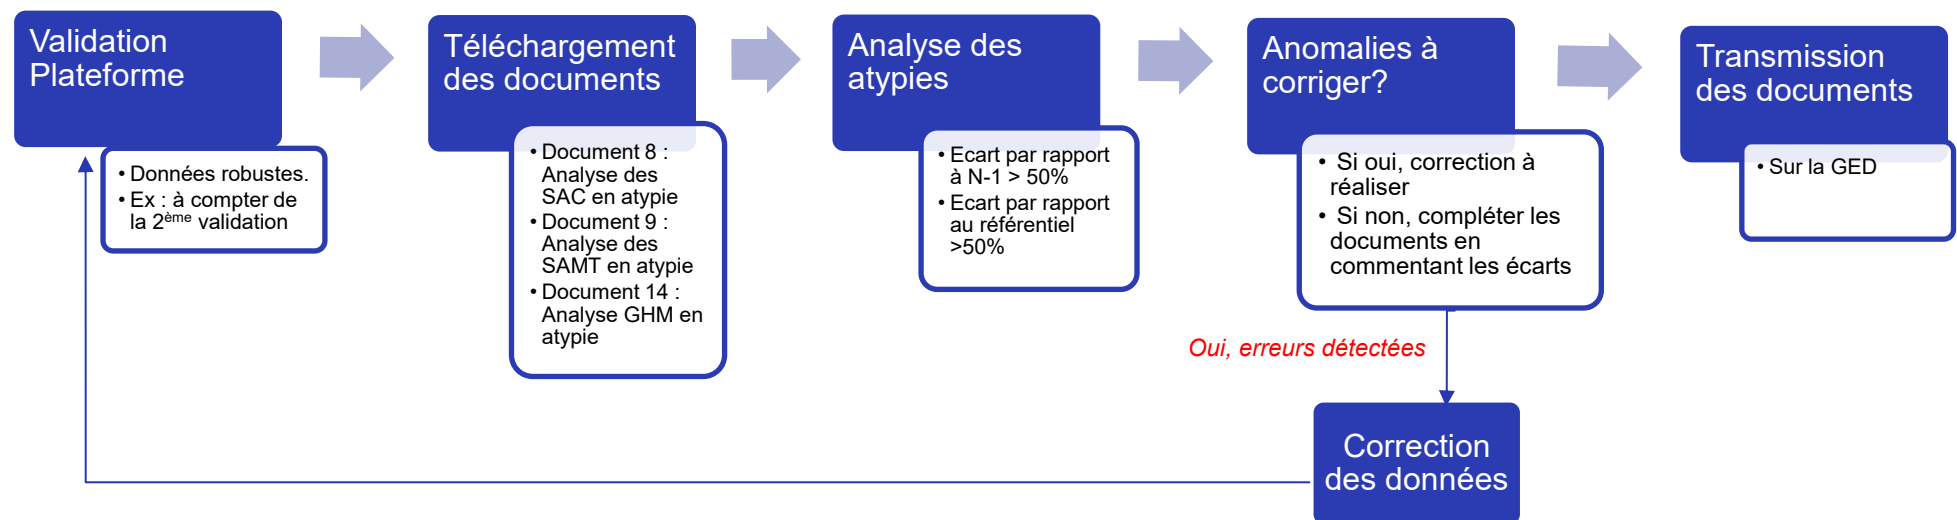 Validation
Plateforme
• Données robustes.
• Ex : à compter de
la 2ème validation
Téléchargement
des documents
• Document 8 :
Analyse des
SAC en atypie
• Document 9 :
Analyse des
SAMT en atypie
• Document 14 :
Analyse GHM en
atypie
Analyse des
atypies
• Ecart par rapport
à N-1 > 50%
• Ecart par rapport
au référentiel
>50%
Anomalies à
corriger?
• Si oui, correction à
réaliser
• Si non, compléter les
documents en
commentant les écarts
Transmission
des documents
• Sur la GED
Oui, erreurs détectées
Correction
des données